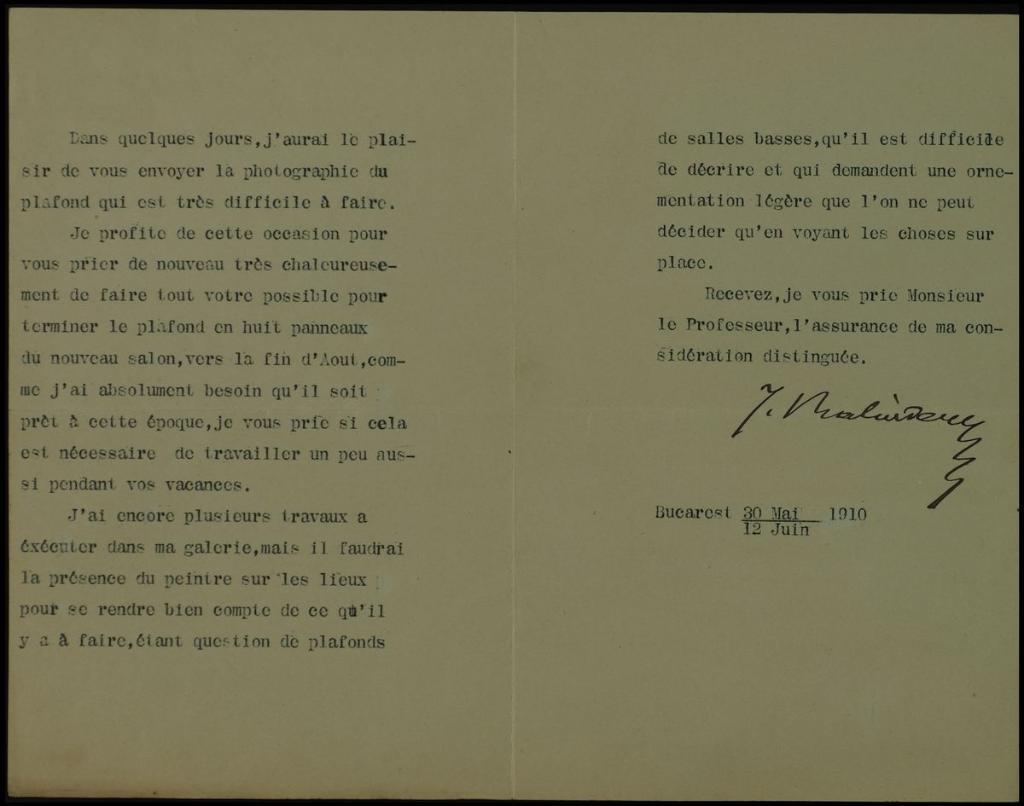 Dans quelques jours,j'aurai le plai-
sir de vous envoyer la photographie du
plafond qui est très difficile à faire.
Je profite de cette occasion pour
vous prier de nouveau très chaleureuse-
ment de faire tout votre possible pour
terminer le plafond en huit panneaux
du nouveau salon,vers la fin d'Aout,com-
me j'ai absolument besoin qu'il soit
prèt à cette époque,je vous prie si cela
est nécessaire de travailler un peu aus-
si pendant vos vacances.
J'ai encore plusieurs travaux a
éxécuter dans ma galerie,mais il faudrai
la présence du peintre sur les lieux
pour se rendre bien compte de ce qu'il
y a à faire,étant question de plafonds
de salles basses,qu'il est difficile
de décrire et qui demandent une orne-
mentation légère que l'on ne peut
décider qu'en voyant les choses sur
place.
Recevez,je vous prie Monsieur
le Professeur,l'assurance de ma con-
sidération distinguée.
Bucarest 30 Mai 1910
12 Juin